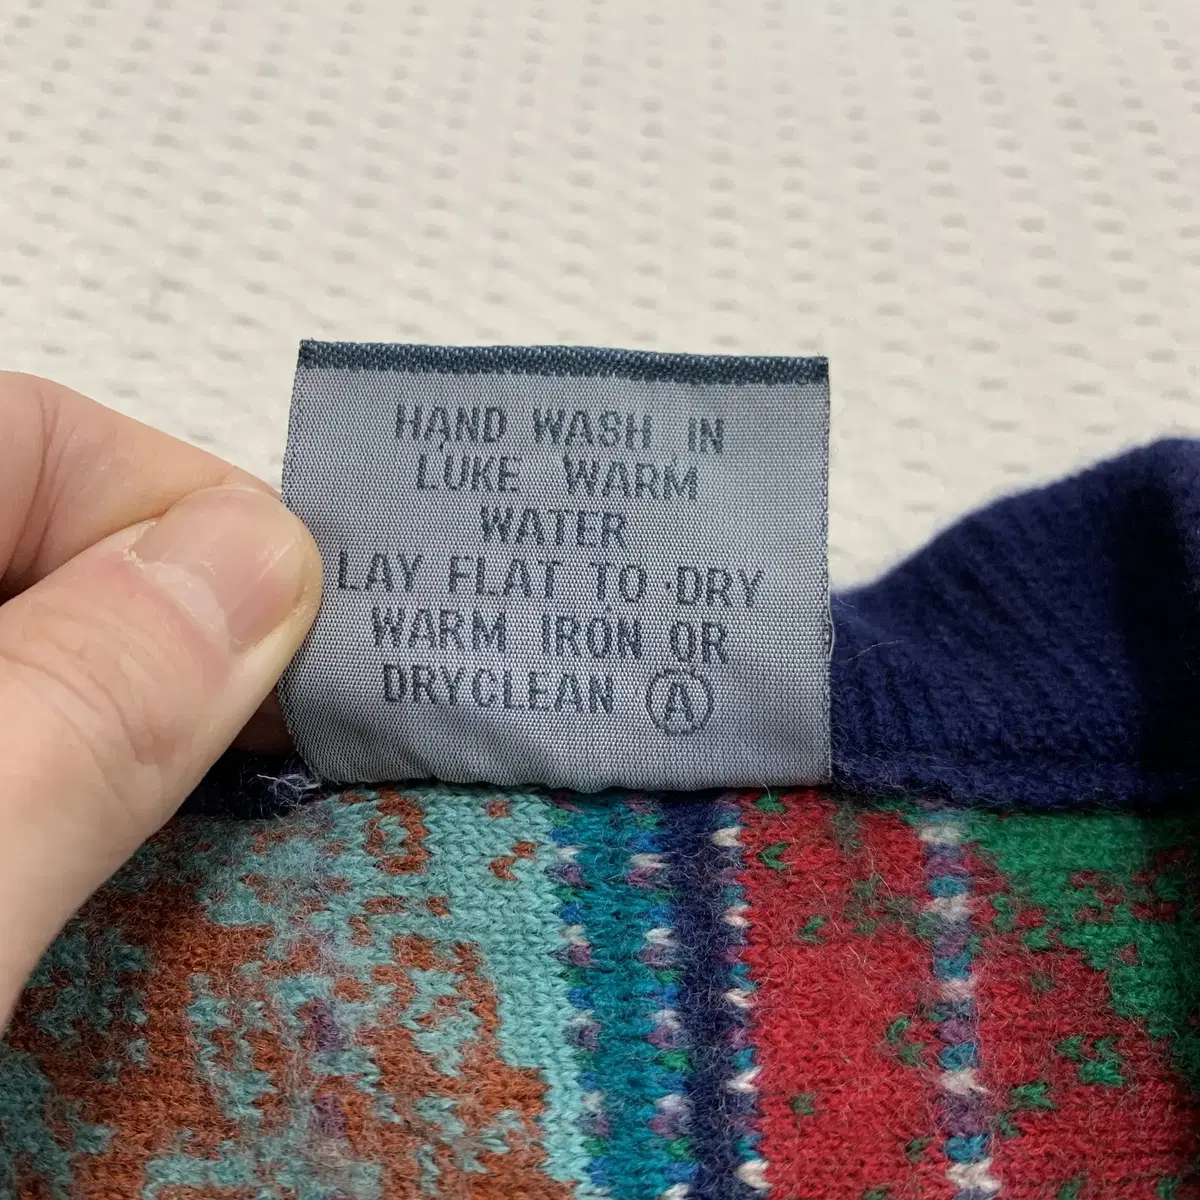 HAND WASH IN
LUKE WARM
WATER
LAY FLAT TO DRY
WARM IRON OR
DRYCLEAN Ⓐ